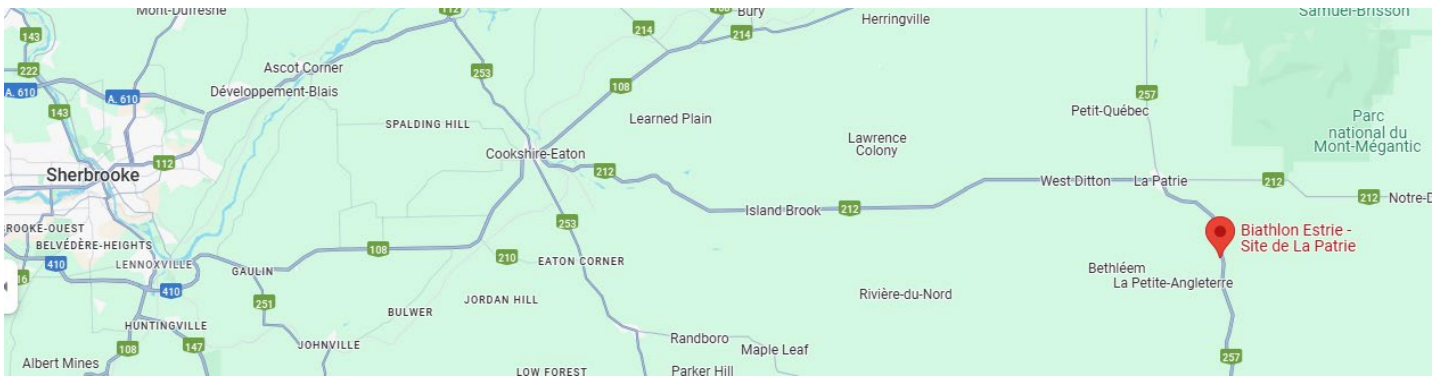 Mont-Dufresne
112
Bury
Herringville
Samuel-Brisson
143
214
214
222
Ascot Corner
253
A. 610
A. 610
Développement-Blais
108
257
143
Learned Plain
Petit-Québec
SPALDING HILL
Parc
national du
Mont-Mégantic
Lawrence
Colony
Cookshire-Eaton
112
212
Sherbrooke
West Ditton
La Patrie
212
212
Notre-D
Island Brook
212
253
ROOKE-OUEST
Biathlon Estrie -
Site de La Patrie
BELVÉDÈRE-HEIGHTS
108
210
EATON CORNER
410
LENNOXVILLE
GAULIN
Bethléem
La Petite-Angleterre
410
251
JORDAN HILL
Rivière-du-Nord
BULWER
HUNTINGVILLE
JOHNVILLE
Randboro
Maple Leaf
108
147
257
Albert Mines
LOW FOREST
Parker Hill